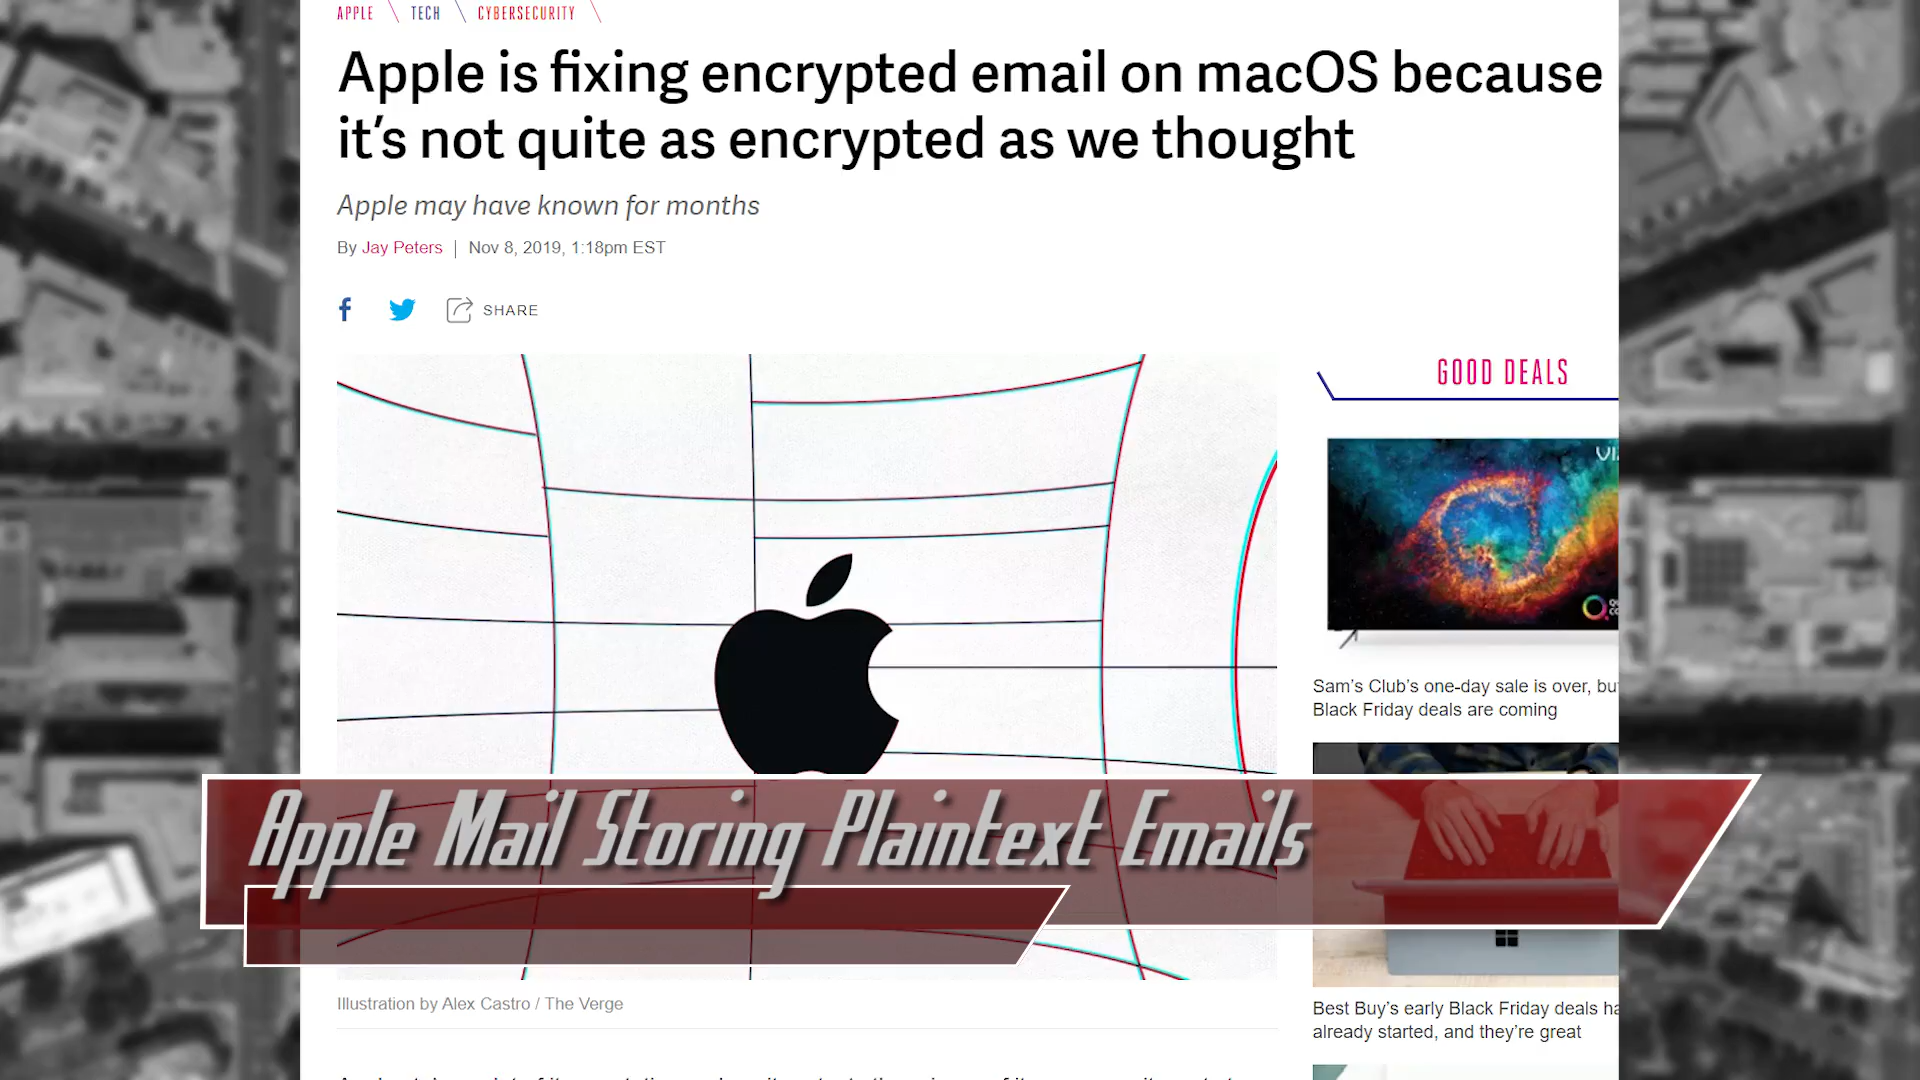 APPLE TECH CYBERSECURITY
Apple is fixing encrypted email on macOS because
it’s not quite as encrypted as we thought
Apple may have known for months
By Jay Peters | Nov 8, 2019, 1:18pm EST
SHARE
GOOD DEALS
Sam’s Club’s one-day sale is over,
Black Friday deals are coming
Apple Mail Storing Plaintext Emails
Illustration by Alex Castro / The Verge
Best Buy’s early Black Friday deals
already started, and they’re great